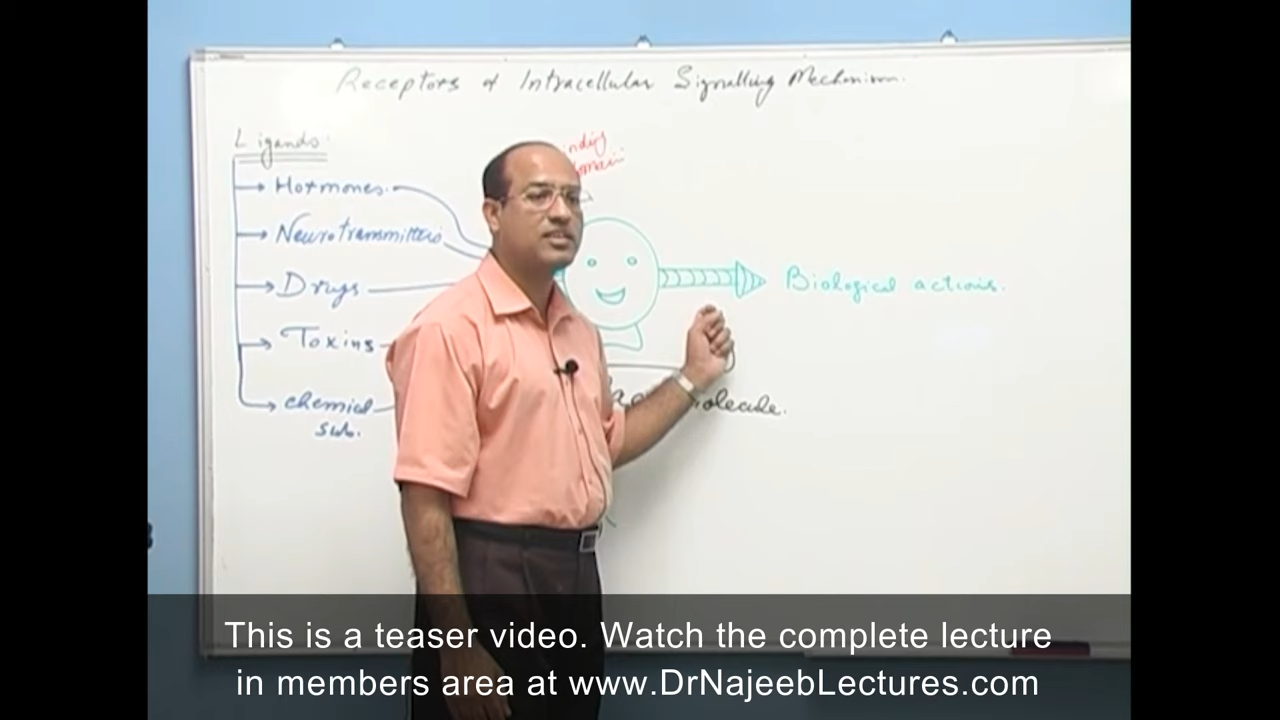 Receptors & Intracellular Signalling Mechanism.
Ligands
Hormones
Neurotransmitters
Drugs
Toxins
chemical
sub.
Biological actions.
This is a teaser video. Watch the complete lecture
in members area at www.DrNajeebLectures.com